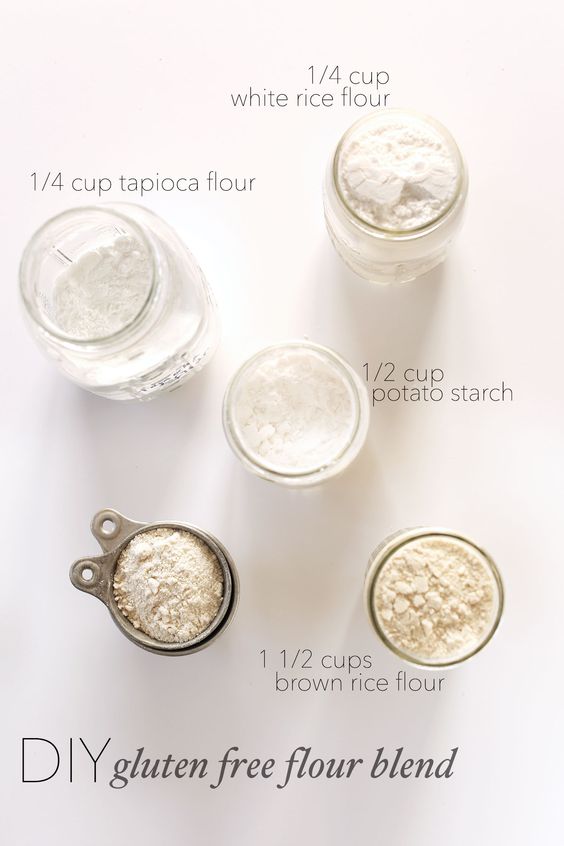 1/4 cup
white rice flour
1/4 cup tapioca flour
1/2 cup
potato starch
1 1/2 cups
brown rice flour
DIY gluten free flour blend